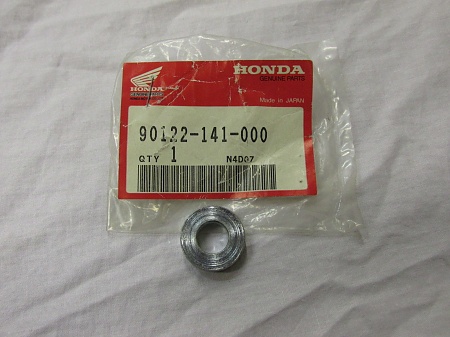 HONDA
HONDA
GENUINE PARTS
Made in JAPAN
90122-141-000
QTY 1 N4D07